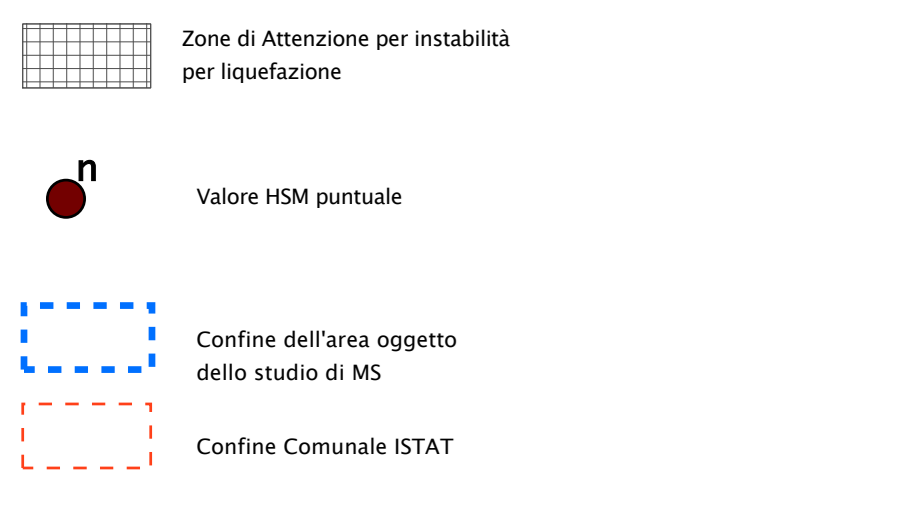 Zone di Attenzione per instabilità
per liquefazione
n
Valore HSM puntuale
Confine dell'area oggetto
dello studio di MS
Confine Comunale ISTAT